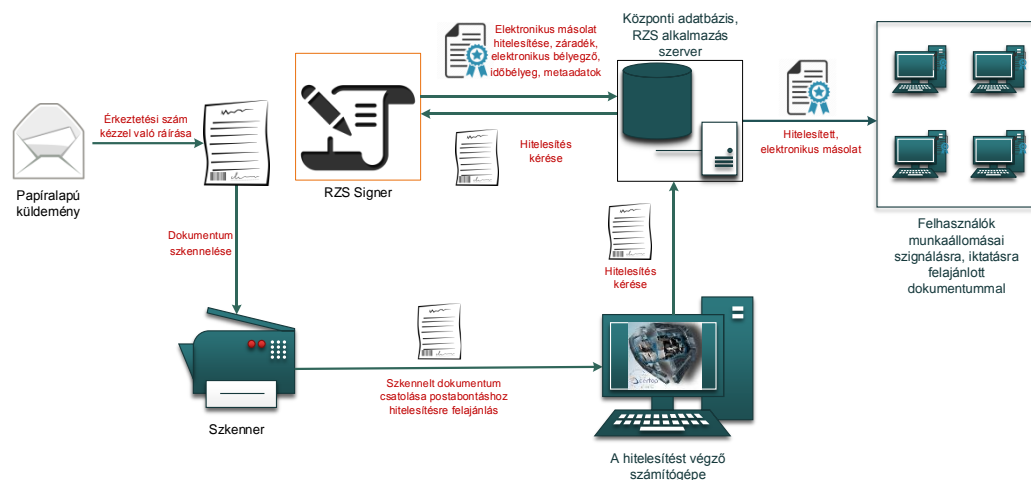 Elektronikus másolat
hitelesítése, záradék,
elektronikus bélyegző,
időbélyeg, metaadatok
Központi adatbázis,
RZS alkalmazás
szerver
Érkeztetési szám
kézzel való ráírása
Hitelesítés
kérése
Hitelesített,
elektronikus másolat
Papíralapú
küldemény
RZS Signer
Dokumentum
szkennelése
Hitelesítés
kérése
Felhasználók
munkaállomásai
szignálásra, iktatásra
felajánlott
dokumentummal
Szkennelt dokumentum
csatolása postabontáshoz
hitelesítésre felajánlás
Szkenner
A hitelesítést végző
számítógépe